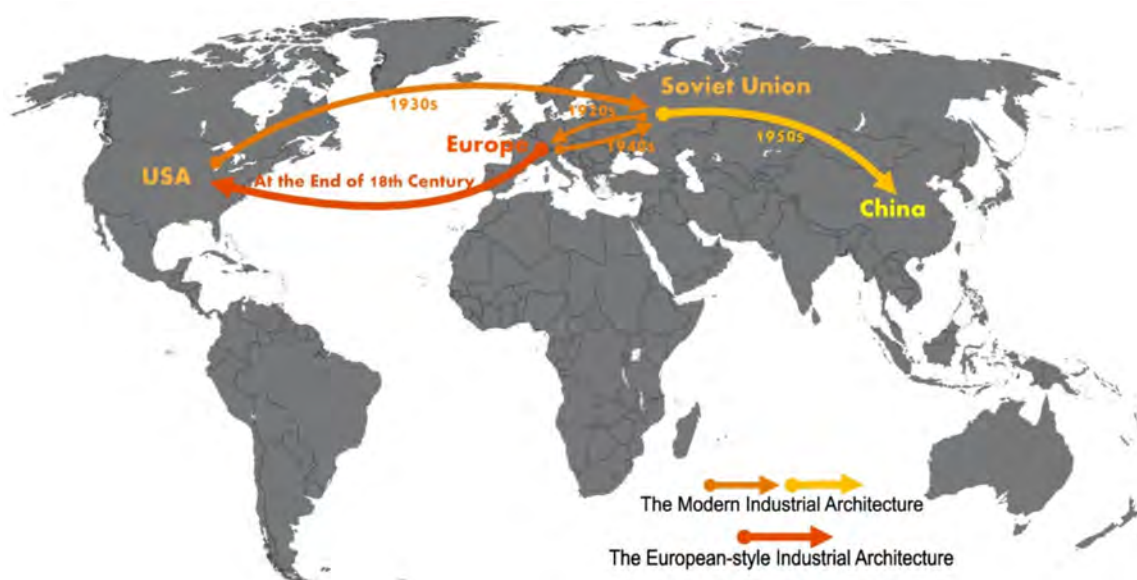 Soviet Union
1930s
1920s
Europe
1940s
1950s
USA
At the End of 18th Century
China
The Modern Industrial Architecture
The European-style Industrial Architecture